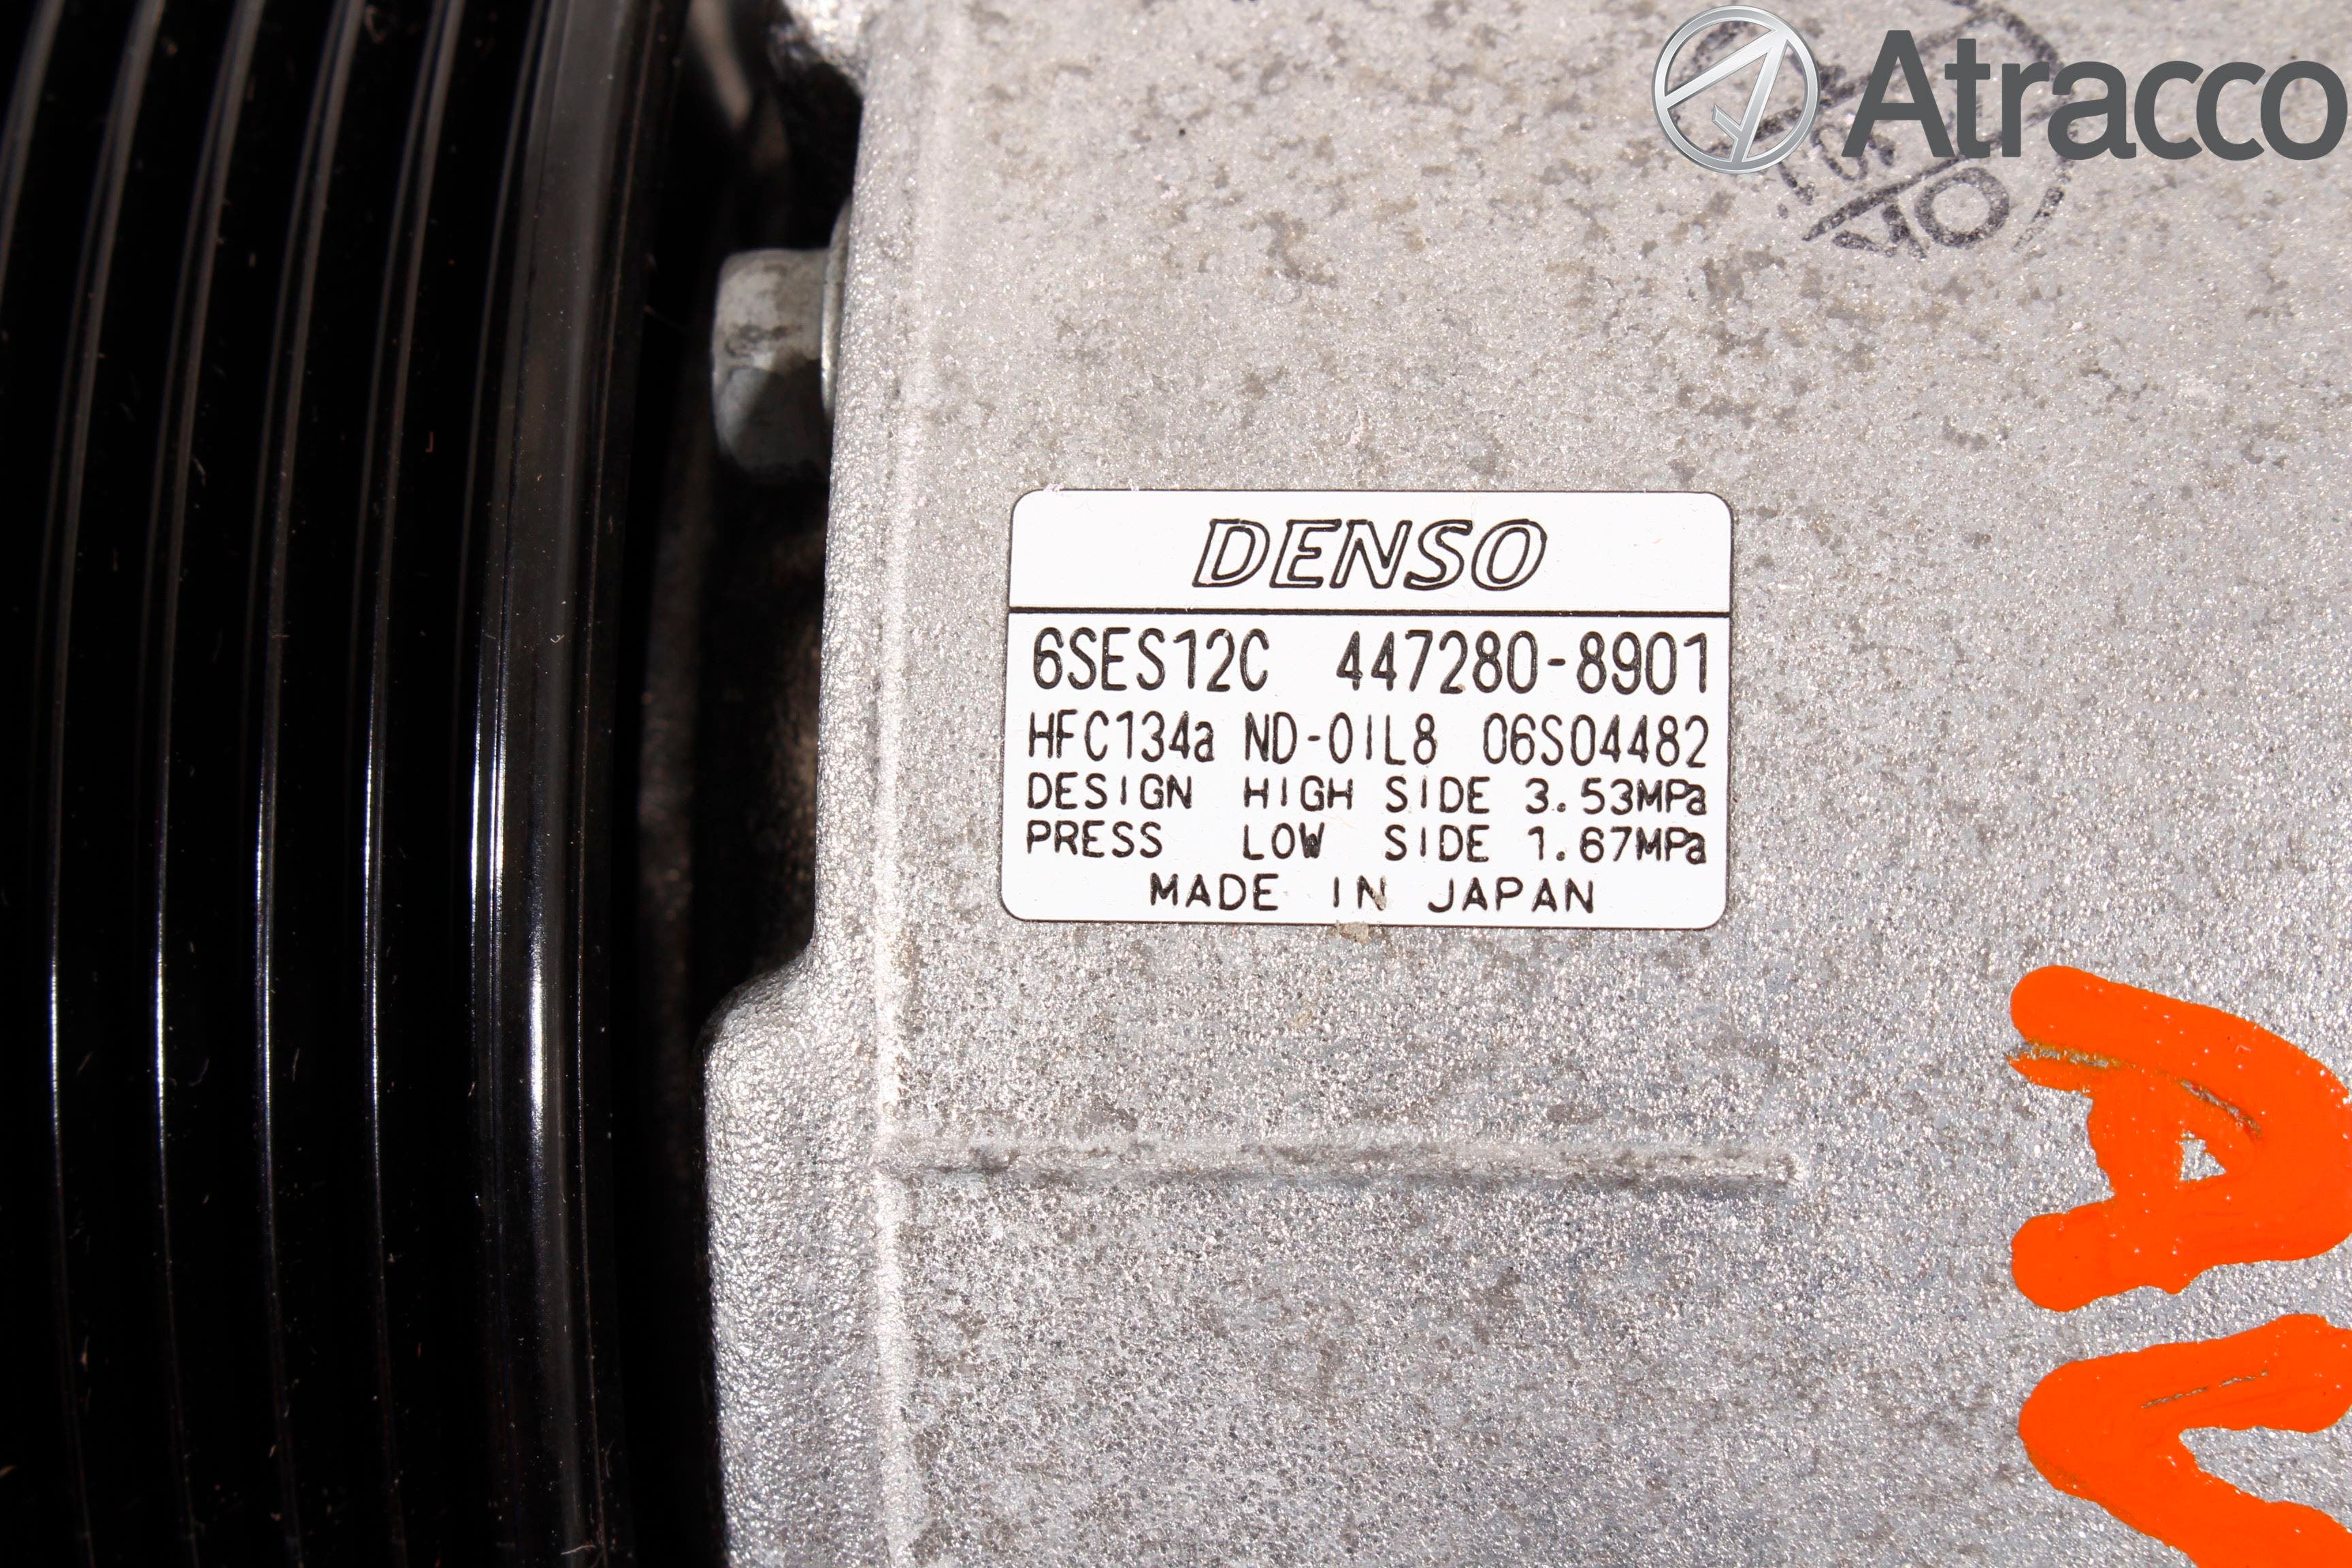 Atracco
OK
DENSO
6SES12C 447280-8901
HFC134a ND-OIL8 06S04482
DESIGN HIGH SIDE 3.53MPa
PRESS LOW SIDE 1.67MPa
MADE IN JAPAN